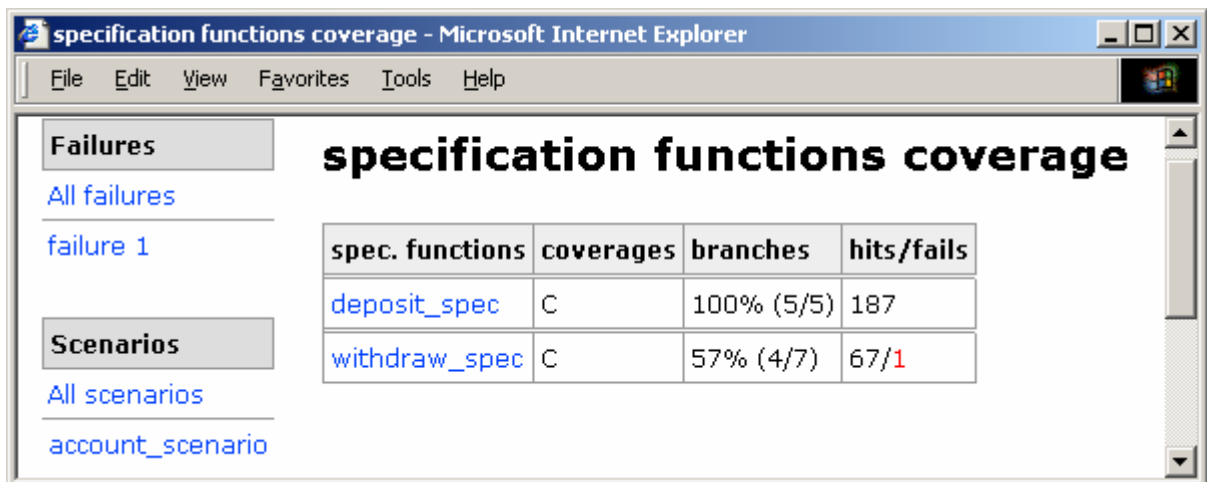 specification functions coverage - Microsoft Internet Explorer
File Edit View Favorites Tools Help
Failures
All failures
failure 1
Scenarios
All scenarios
account_scenario
specification functions coverage
spec. functions coverages branches hits/fails
deposit_spec C 100% (5/5) 187
withdraw_spec C 57% (4/7) 67/1